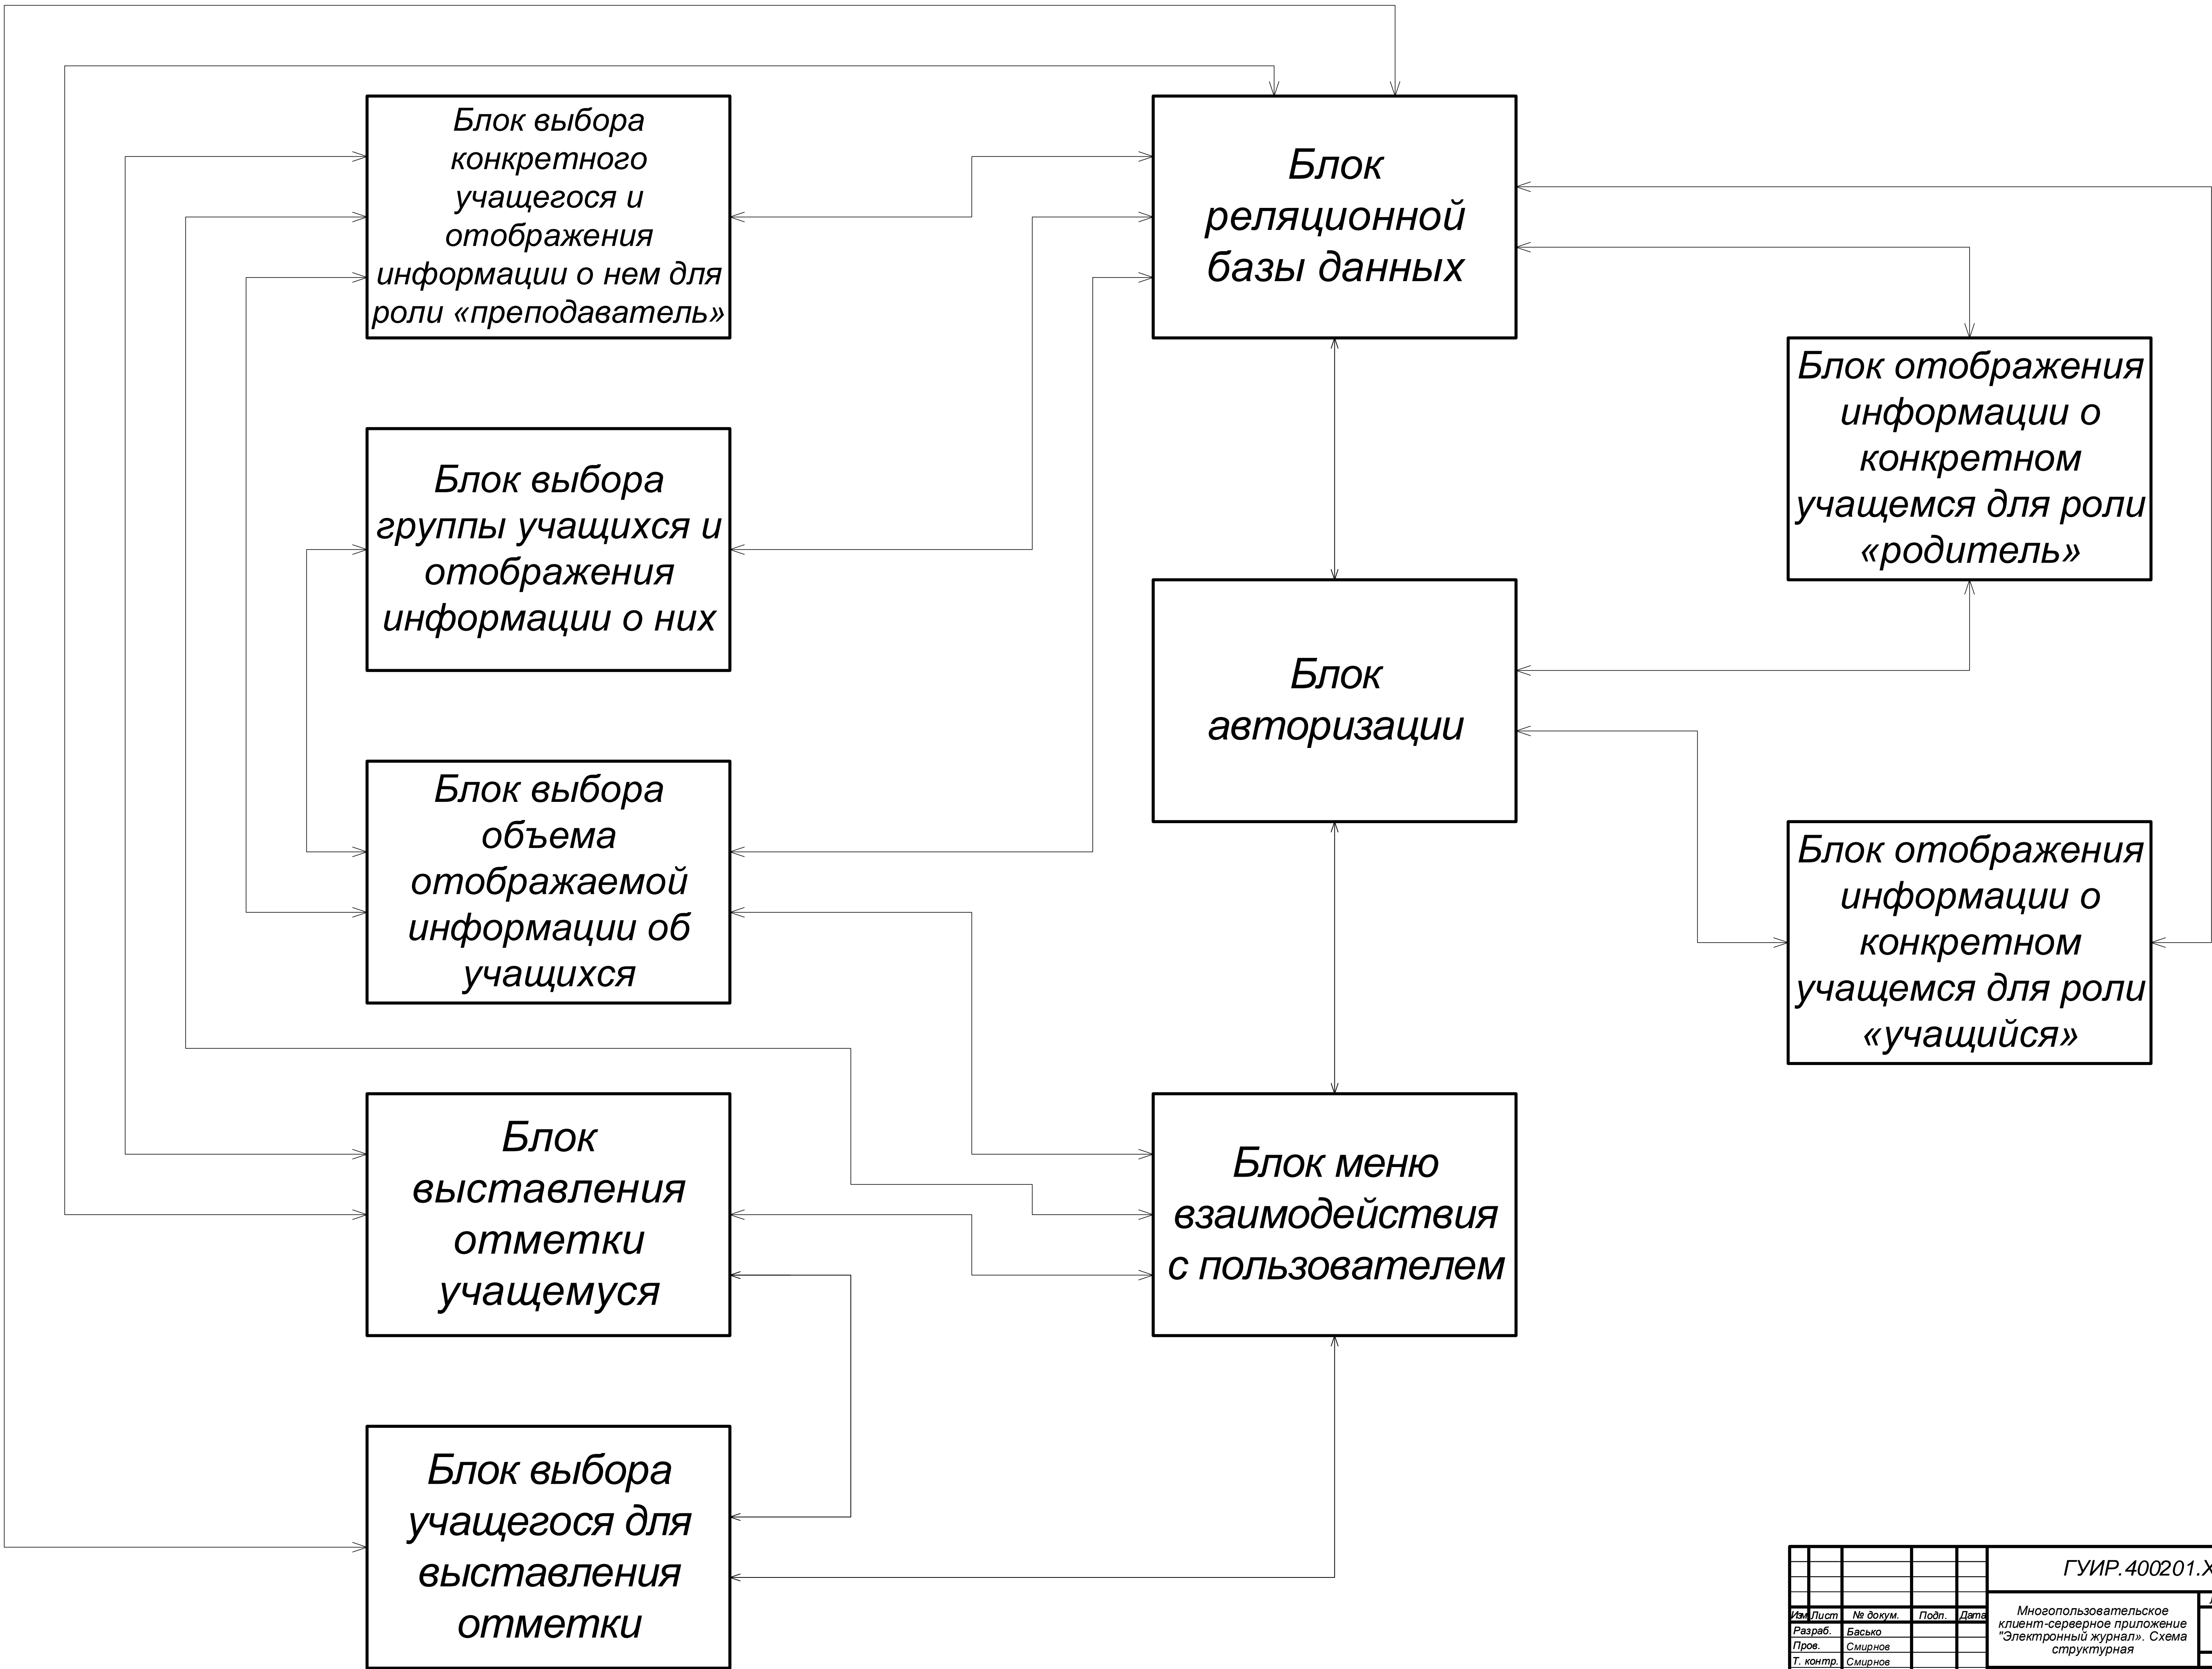 Блок выбора
конкретного
учащегося и
отображения
информации о нем для
роли «преподаватель»
Блок
реляционной
базы данных
Блок отображения
информации о
конкретном
учащемся для роли
«родитель»
Блок выбора
группы учащихся и
отображения
информации о них
Блок
авторизации
Блок выбора
объема
отображаемой
информации об
учащихся
Блок отображения
информации о
конкретном
учащемся для роли
«учащийся»
Блок
выставления
отметки
учащемуся
Блок меню
взаимодействия
с пользователем
Блок выбора
учащегося для
выставления
отметки
ГУИР.400201.Х
Многопользовательское
клиент-серверное приложение
"Электронный журнал». Схема
структурная
Изм Лист № докум. Подп. Дата
Разраб. Басько
Пров. Смирнов
Т. контр. Смирнов